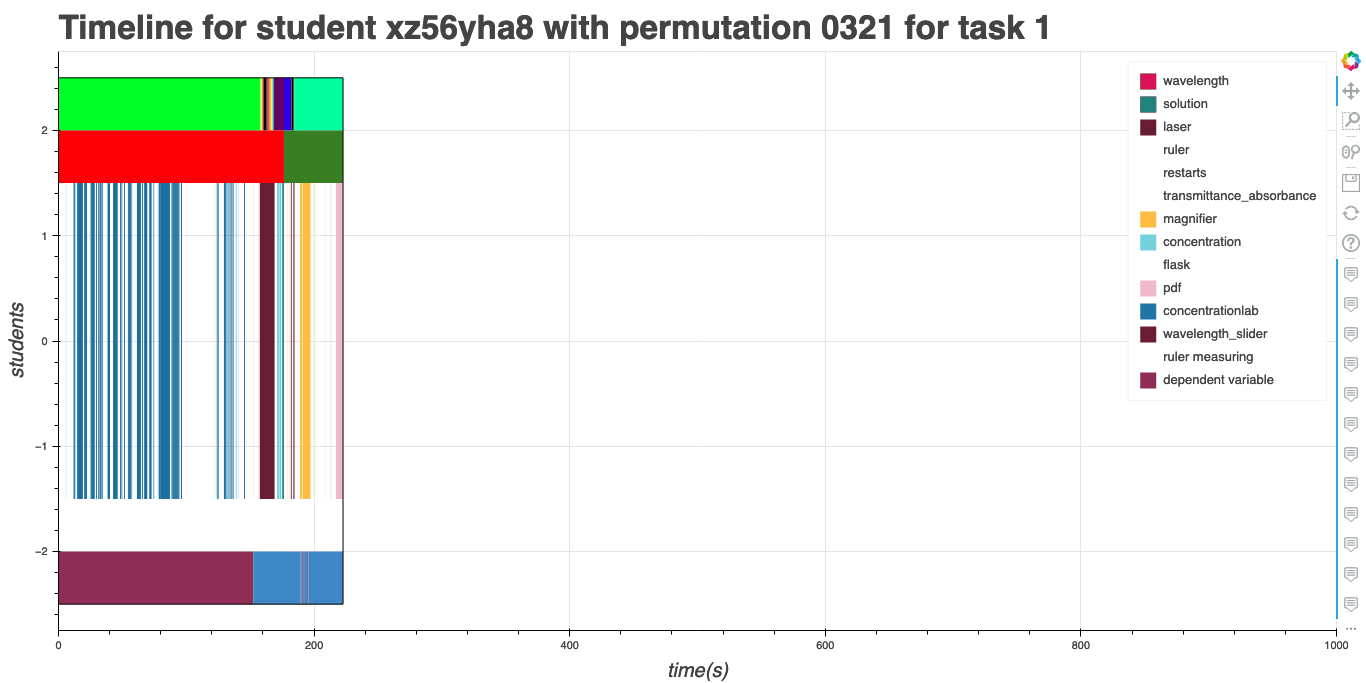 Timeline for student xz56yha8 with permutation 0321 for task 1
wavelength
solution
laser
ruler
restarts
transmittance_absorbance
magnifier
concentration
flask
pdf
concentrationlab
wavelength_slider
ruler measuring
dependent variable
students
2
1
0
−1
−2
0 200 400 600 800 1000
time(s)